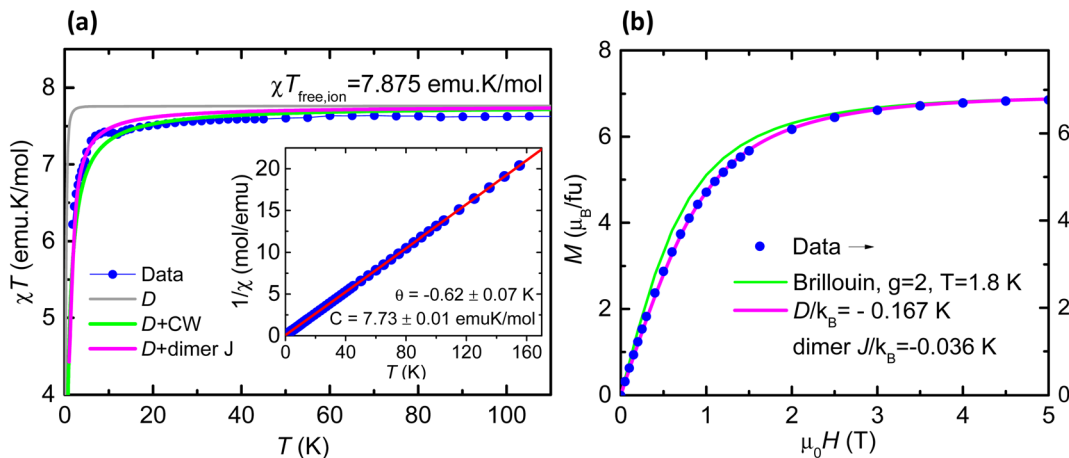 (a)
(b)
8
7
6
5
4
χT (emu.K/mol)
χT_free,ion=7.875 emu.K/mol
Data
D
D+CW
D+dimer J
0 20 40 60 80 100
T (K)
20
15
10
5
0
1/χ (mol/emu)
θ = -0.62 ± 0.07 K
C = 7.73 ± 0.01 emuK/mol
0 40 80 120 160
T (K)
8
6
4
2
0
M (μ_B/fu)
Data →
Brillouin, g=2, T=1.8 K
D/k_B= - 0.167 K
dimer J/k_B=-0.036 K
6
4
2
0
0 1 2 3 4 5
μ₀H (T)